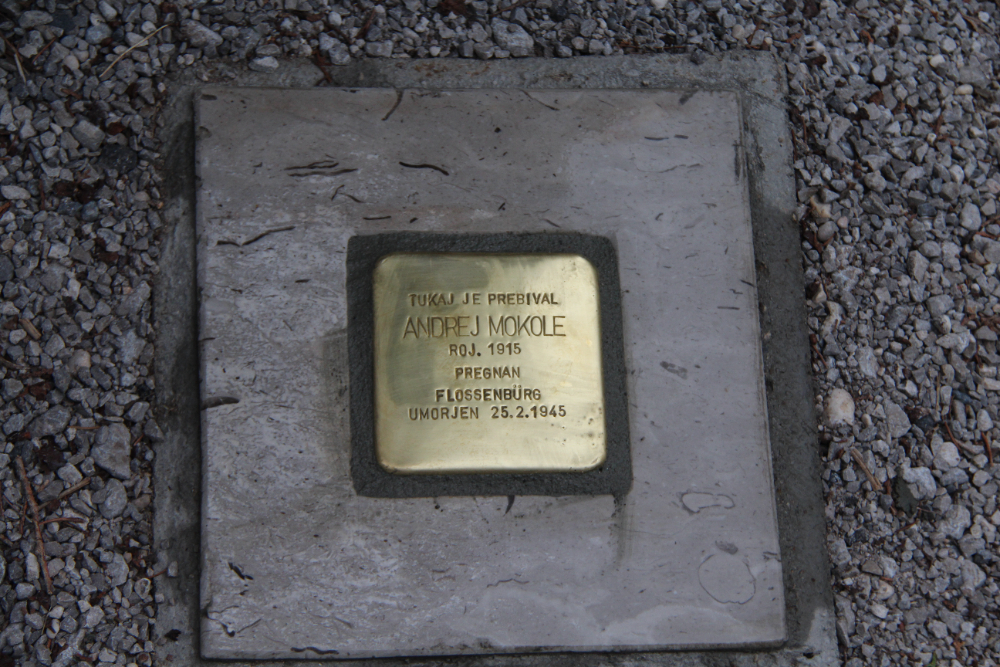 TUKAJ JE PREBIVAL
ANDREJ MOKOLE
ROJ. 1915
PREGNAN
FLOSSENBÜRG
UMORJEN 25.2.1945